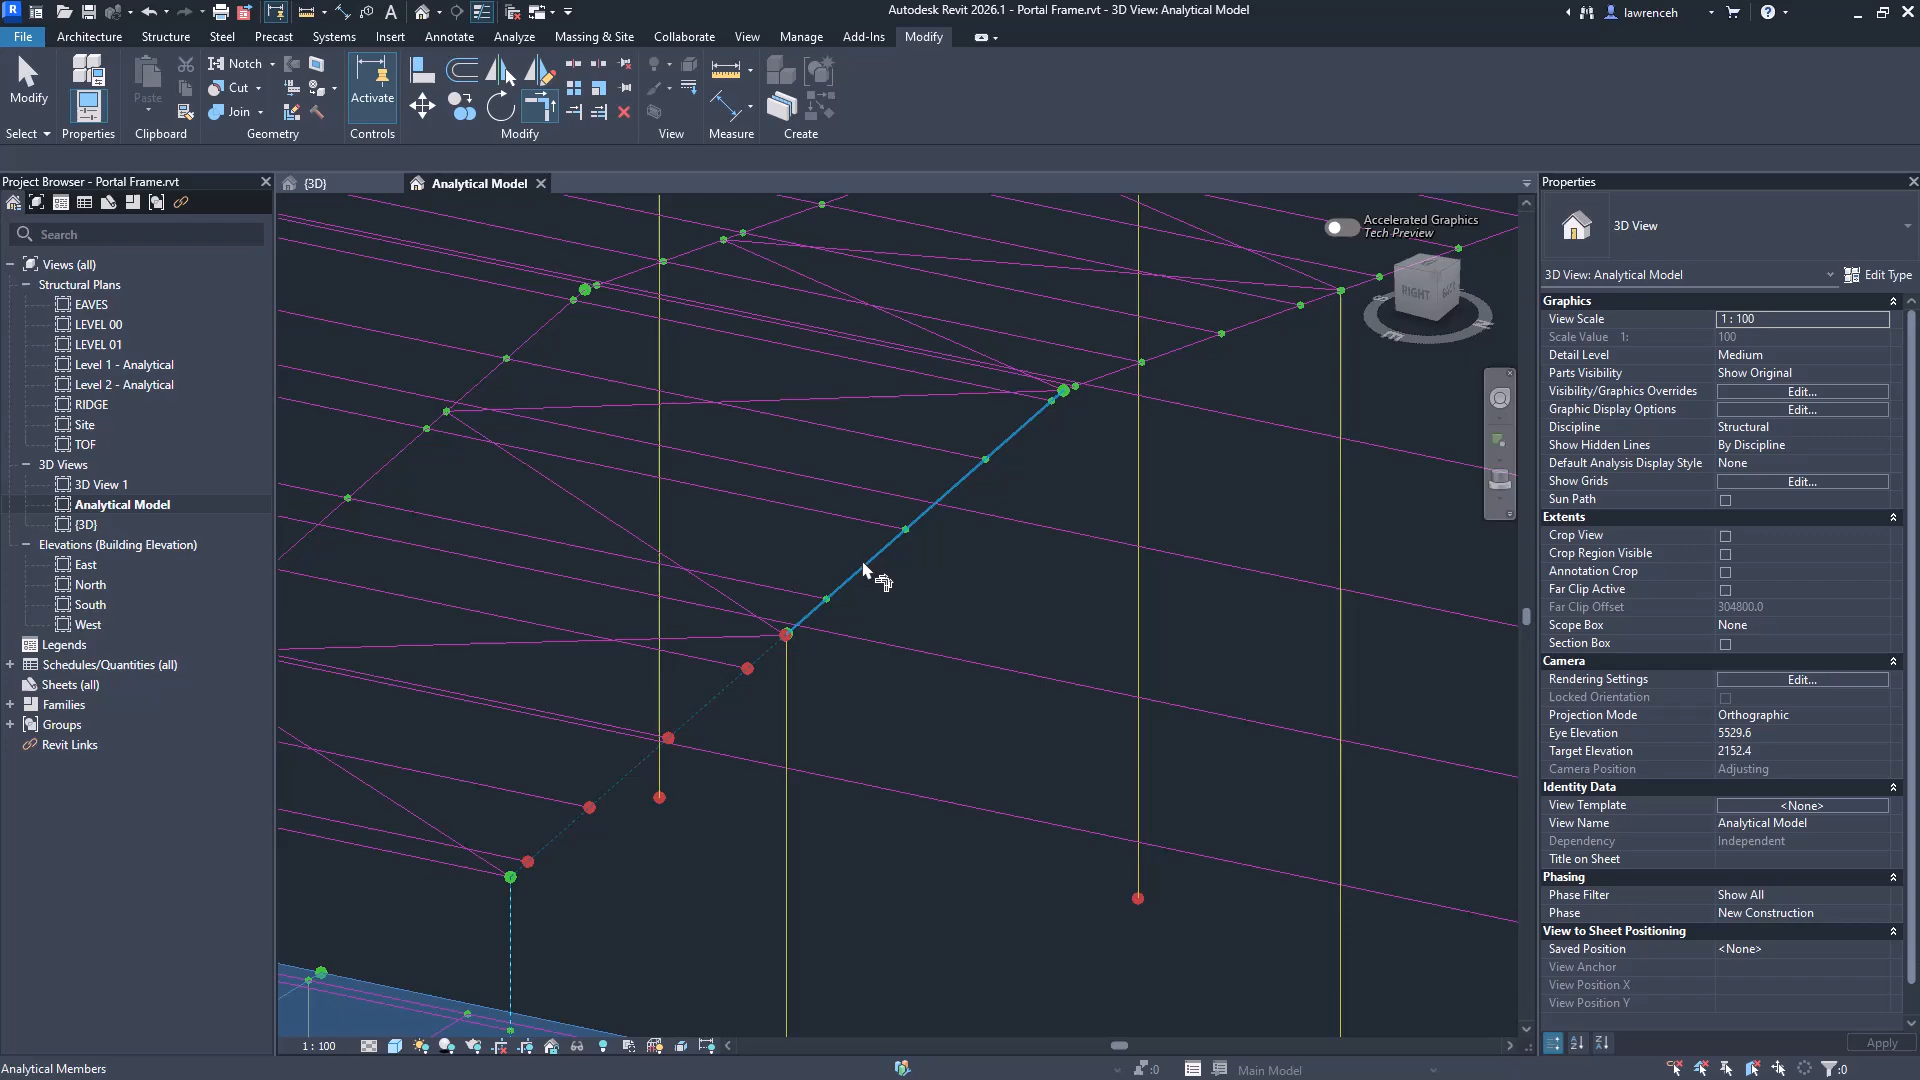 Autodesk Revit 2026.1 - Portal Frame.rvt - 3D View: Analytical Model
lawrenceh
File Architecture Structure Steel Precast Systems Insert Annotate Analyze Massing & Site Collaborate View Manage Add-Ins Modify
Modify
Paste
Notch
Cut
Join
Activate
Select Properties Clipboard Geometry Controls Modify View Measure Create
Project Browser - Portal Frame.rvt
Search
Views (all)
Structural Plans
EAVES
LEVEL 00
LEVEL 01
Level 1 - Analytical
Level 2 - Analytical
RIDGE
Site
TOF
3D Views
3D View 1
Analytical Model
{3D}
Elevations (Building Elevation)
East
North
South
West
Legends
Schedules/Quantities (all)
Sheets (all)
Families
Groups
Revit Links
{3D}
Analytical Model
Accelerated Graphics
Tech Preview
RIGHT
BACK
1 : 100
Properties
3D View
3D View: Analytical Model
Edit Type
Graphics
View Scale 1 : 100
Scale Value 1: 100
Detail Level Medium
Parts Visibility Show Original
Visibility/Graphics Overrides Edit...
Graphic Display Options Edit...
Discipline Structural
Show Hidden Lines By Discipline
Default Analysis Display Style None
Show Grids Edit...
Sun Path
Extents
Crop View
Crop Region Visible
Annotation Crop
Far Clip Active
Far Clip Offset 304800.0
Scope Box None
Section Box
Camera
Rendering Settings Edit...
Locked Orientation
Projection Mode Orthographic
Eye Elevation 5529.6
Target Elevation 2152.4
Camera Position Adjusting
Identity Data
View Template <None>
View Name Analytical Model
Dependency Independent
Title on Sheet
Phasing
Phase Filter Show All
Phase New Construction
View to Sheet Positioning
Saved Position <None>
View Anchor
View Position X
View Position Y
Apply
Analytical Members
:0
Main Model
:0